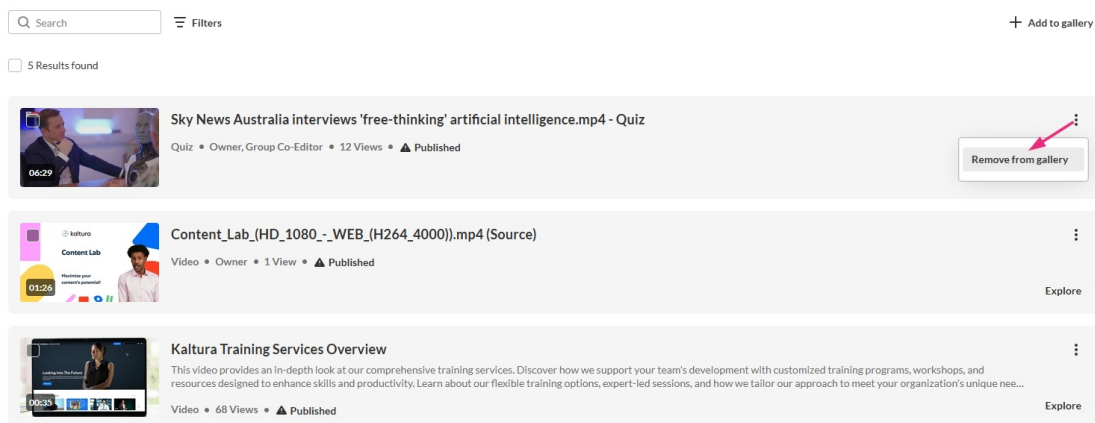 Search
Filters
+ Add to gallery
5 Results found
Sky News Australia interviews 'free-thinking' artificial intelligence.mp4 - Quiz
Quiz • Owner, Group Co-Editor • 12 Views • Published
Remove from gallery
06:29
Content_Lab_(HD_1080_-_WEB_(H264_4000)).mp4 (Source)
Video • Owner • 1 View • Published
kaltura
Content Lab
Maximize your
content's potential!
01:26
Explore
Kaltura Training Services Overview
This video provides an in-depth look at our comprehensive training services. Discover how we support your team's development with customized training programs, workshops, and
resources designed to enhance skills and productivity. Learn about our flexible training options, expert-led sessions, and how we tailor our approach to meet your organization's unique nee...
Looking Into The Future
00:35
Video • 68 Views • Published
Explore